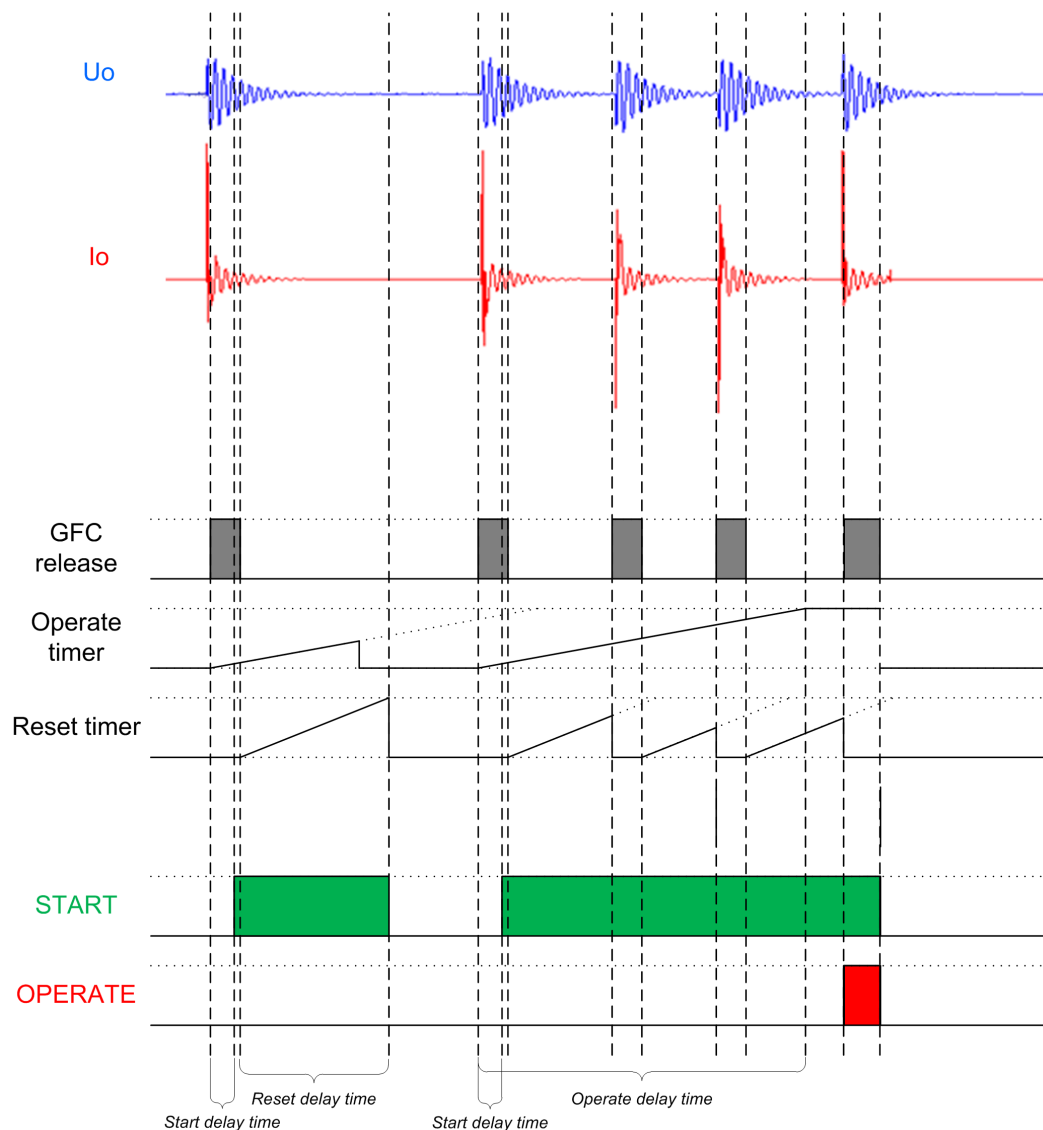 Uo
Io
GFC
release
Operate
timer
Reset timer
START
OPERATE
Reset delay time
Operate delay time
Start delay time
Start delay time